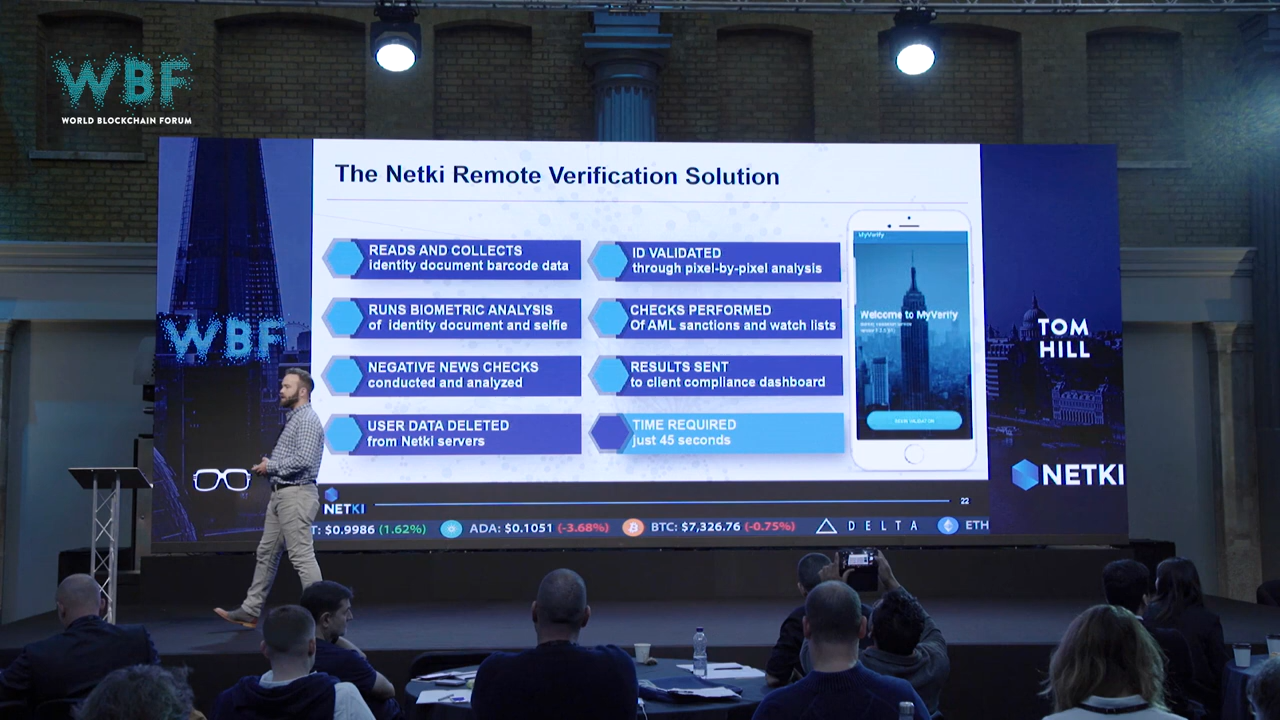 WBF
WORLD BLOCKCHAIN FORUM
The Netki Remote Verification Solution
READS AND COLLECTS
identity document barcode data
ID VALIDATED
through pixel-by-pixel analysis
RUNS BIOMETRIC ANALYSIS
of identity document and selfie
CHECKS PERFORMED
Of AML sanctions and watch lists
NEGATIVE NEWS CHECKS
conducted and analyzed
RESULTS SENT
to client compliance dashboard
USER DATA DELETED
from Netki servers
TIME REQUIRED
just 45 seconds
MyVerify
Welcome to MyVerify
WBF
TOM
HILL
NETKI
NETKI
22
T: $0.9986 (1.62%) ADA: $0.1051 (-3.68%) BTC: $7,326.76 (-0.75%) DELTA ETH